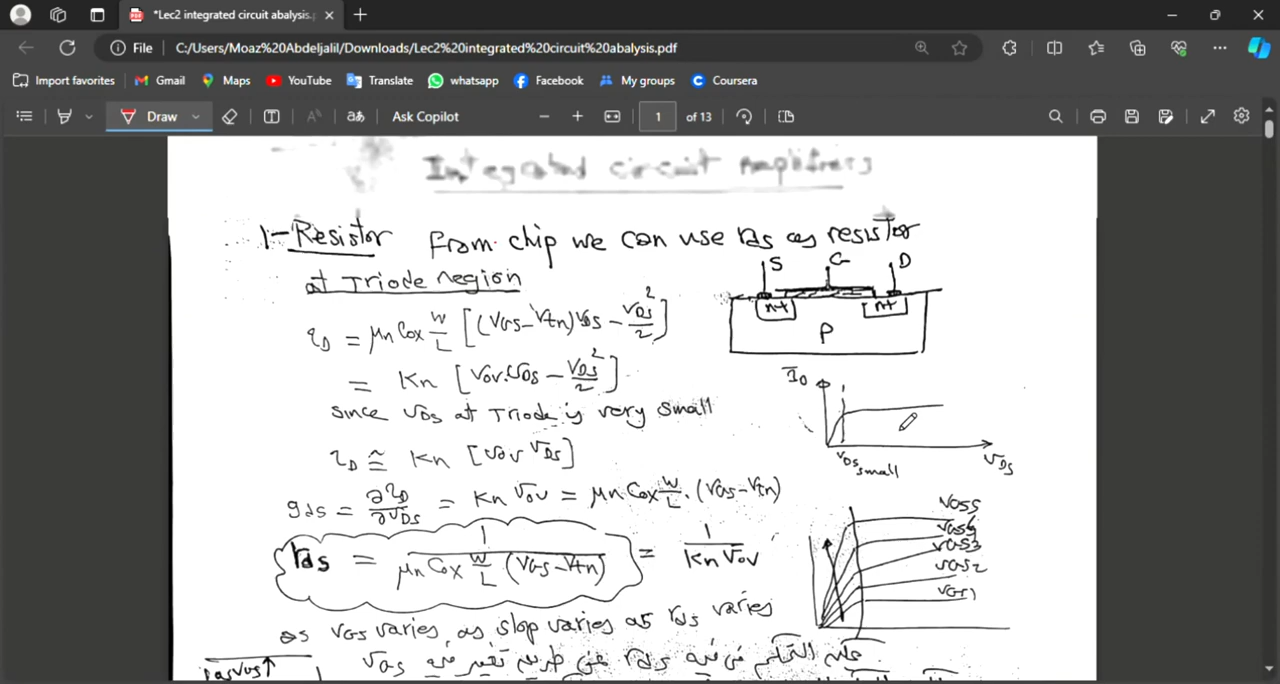 *Lec2 integrated circuit abalysis.
File C:/Users/Moaz%20Abdeljalil/Downloads/Lec2%20integrated%20circuit%20abalysis.pdf
Import favorites Gmail Maps YouTube Translate whatsapp Facebook My groups Coursera
Draw aあ Ask Copilot 1 of 13
Integrated circuit Amplifiers
1- Resistor From chip we can use rds as resistor
at Triode region
S G D
n+ n+
P
iD = μn Cox W/L [(VGS-Vtn)VDS - VDS²/2]
= Kn [VOV.VDS - VDS²/2]
ID
since VDS at Triode is very small
iD ≅ Kn [VOV VDS]
VDS small VDS
gds = ∂iD/∂VDS = Kn VOV = μn Cox W/L . (VGS-Vtn)
VGS5
VGS4
VGS3
VGS2
VGS1
rds = 1/(μn Cox W/L (VGS-Vtn)) = 1/(Kn VOV)
as VGS varies, as slop varies as rds varies
VGS rds